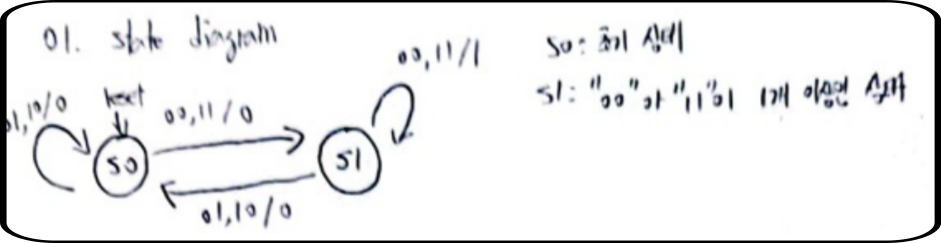 01. state diagram
S0: 초기 상태
S1: "00"과 "11"이 1개 이상인 상태
00,11/1
01,10/0
reset
00,11/0
S0
S1
01,10/0